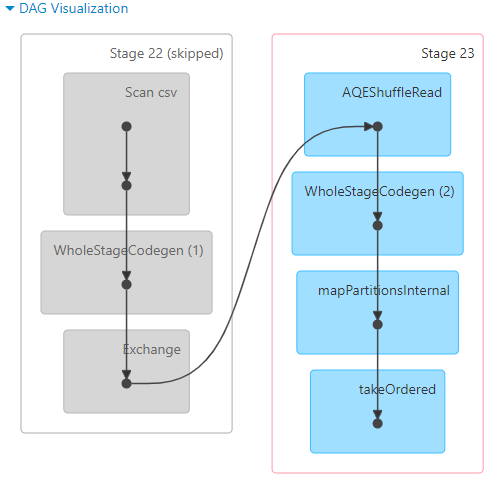 DAG Visualization
Stage 22 (skipped)
Scan csv
WholeStageCodegen (1)
Exchange
Stage 23
AQEShuffleRead
WholeStageCodegen (2)
mapPartitionsInternal
takeOrdered